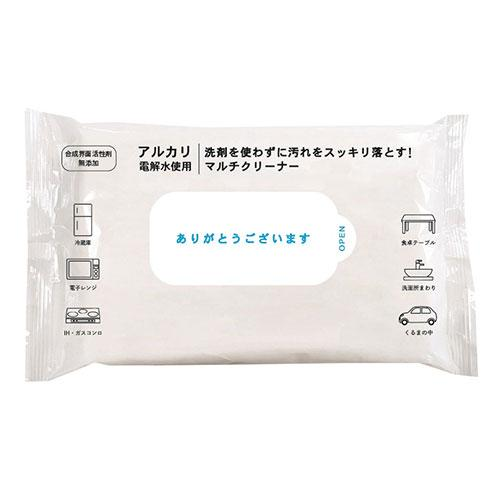 合成界面活性剤
無添加
アルカリ
電解水使用
洗剤を使わずに汚れをスッキリ落とす!
マルチクリーナー
冷蔵庫
電子レンジ
IH・ガスコンロ
ありがとうございます
OPEN
食卓テーブル
洗面所まわり
くるまの中